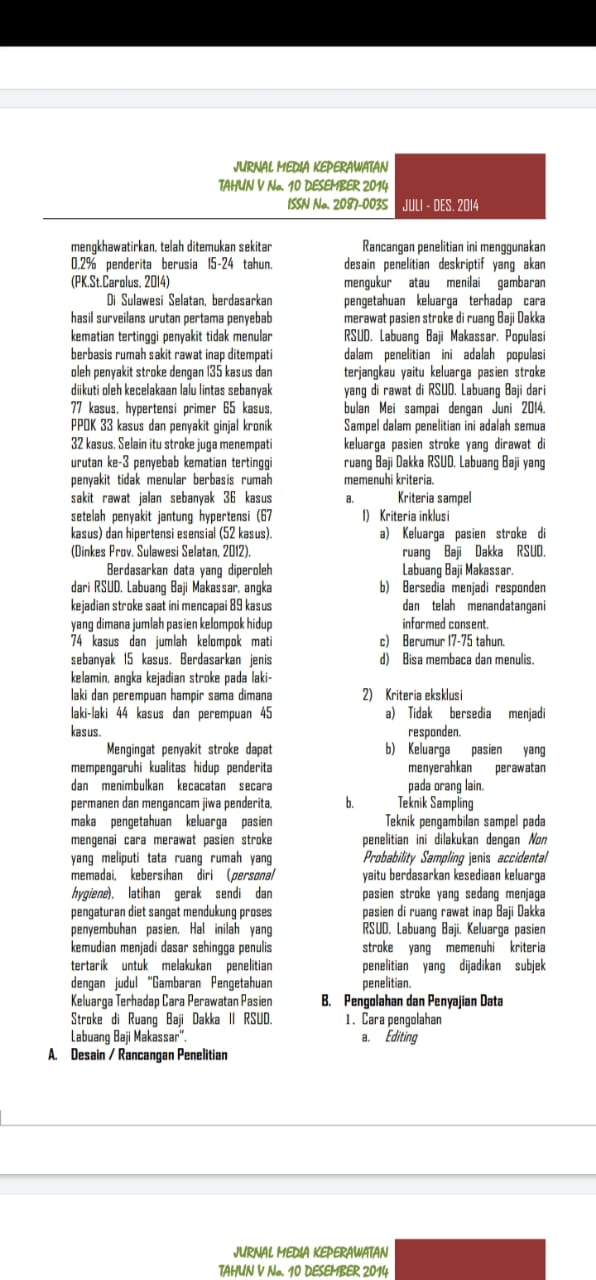 JURNAL MEDIA KEPERAWATAN
TAHUN V No. 10 DESEMBER 2014
ISSN No. 2087-0035
JULI - DES. 2014
mengkhawatirkan, telah ditemukan sekitar
0.2% penderita berusia 15-24 tahun.
(PK.St.Carolus, 2014)
Di Sulawesi Selatan, berdasarkan
hasil surveilans urutan pertama penyebab
kematian tertinggi penyakit tidak menular
berbasis rumah sakit rawat inap ditempati
oleh penyakit stroke dengan 135 kasus dan
diikuti oleh kecelakaan lalu lintas sebanyak
77 kasus, hypertensi primer 65 kasus,
PPOK 33 kasus dan penyakit ginjal kronik
32 kasus. Selain itu stroke juga menempati
urutan ke-3 penyebab kematian tertinggi
penyakit tidak menular berbasis rumah
sakit rawat jalan sebanyak 36 kasus
setelah penyakit jantung hypertensi (67
kasus) dan hipertensi esensial (52 kasus).
(Dinkes Prov. Sulawesi Selatan, 2012).
Berdasarkan data yang diperoleh
dari RSUD. Labuang Baji Makassar, angka
kejadian stroke saat ini mencapai 89 kasus
yang dimana jumlah pasien kelompok hidup
74 kasus dan jumlah kelompok mati
sebanyak 15 kasus. Berdasarkan jenis
kelamin, angka kejadian stroke pada laki-
laki dan perempuan hampir sama dimana
laki-laki 44 kasus dan perempuan 45
kasus.
Mengingat penyakit stroke dapat
mempengaruhi kualitas hidup penderita
dan menimbulkan kecacatan secara
permanen dan mengancam jiwa penderita,
maka pengetahuan keluarga pasien
mengenai cara merawat pasien stroke
yang meliputi tata ruang rumah yang
memadai, kebersihan diri (personal
hygiene), latihan gerak sendi dan
pengaturan diet sangat mendukung proses
penyembuhan pasien. Hal inilah yang
kemudian menjadi dasar sehingga penulis
tertarik untuk melakukan penelitian
dengan judul "Gambaran Pengetahuan
Keluarga Terhadap Cara Perawatan Pasien
Stroke di Ruang Baji Dakka II RSUD.
Labuang Baji Makassar".
A. Desain / Rancangan Penelitian
Rancangan penelitian ini menggunakan
desain penelitian deskriptif yang akan
mengukur atau menilai gambaran
pengetahuan keluarga terhadap cara
merawat pasien stroke di ruang Baji Dakka
RSUD. Labuang Baji Makassar. Populasi
dalam penelitian ini adalah populasi
terjangkau yaitu keluarga pasien stroke
yang di rawat di RSUD. Labuang Baji dari
bulan Mei sampai dengan Juni 2014.
Sampel dalam penelitian ini adalah semua
keluarga pasien stroke yang dirawat di
ruang Baji Dakka RSUD. Labuang Baji yang
memenuhi kriteria.
a. Kriteria sampel
1) Kriteria inklusi
a) Keluarga pasien stroke di
ruang Baji Dakka RSUD.
Labuang Baji Makassar.
b) Bersedia menjadi responden
dan telah menandatangani
informed consent.
c) Berumur 17-75 tahun.
d) Bisa membaca dan menulis.
2) Kriteria eksklusi
a) Tidak bersedia menjadi
responden.
b) Keluarga pasien yang
menyerahkan perawatan
pada orang lain.
b. Teknik Sampling
Teknik pengambilan sampel pada
penelitian ini dilakukan dengan Non
Probability Sampling jenis accidental
yaitu berdasarkan kesediaan keluarga
pasien stroke yang sedang menjaga
pasien di ruang rawat inap Baji Dakka
RSUD. Labuang Baji. Keluarga pasien
stroke yang memenuhi kriteria
penelitian yang dijadikan subjek
penelitian.
B. Pengolahan dan Penyajian Data
1. Cara pengolahan
a. Editing
JURNAL MEDIA KEPERAWATAN
TAHUN V No. 10 DESEMBER 2014